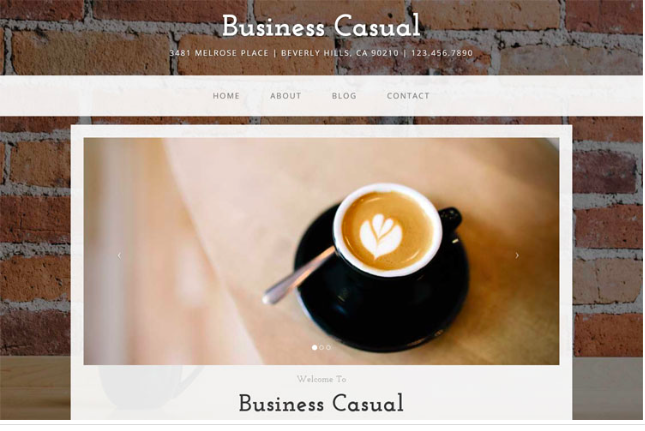 Business Casual
3481 MELROSE PLACE | BEVERLY HILLS, CA 90210 | 123.456.7890
HOME ABOUT BLOG CONTACT
Welcome To
Business Casual